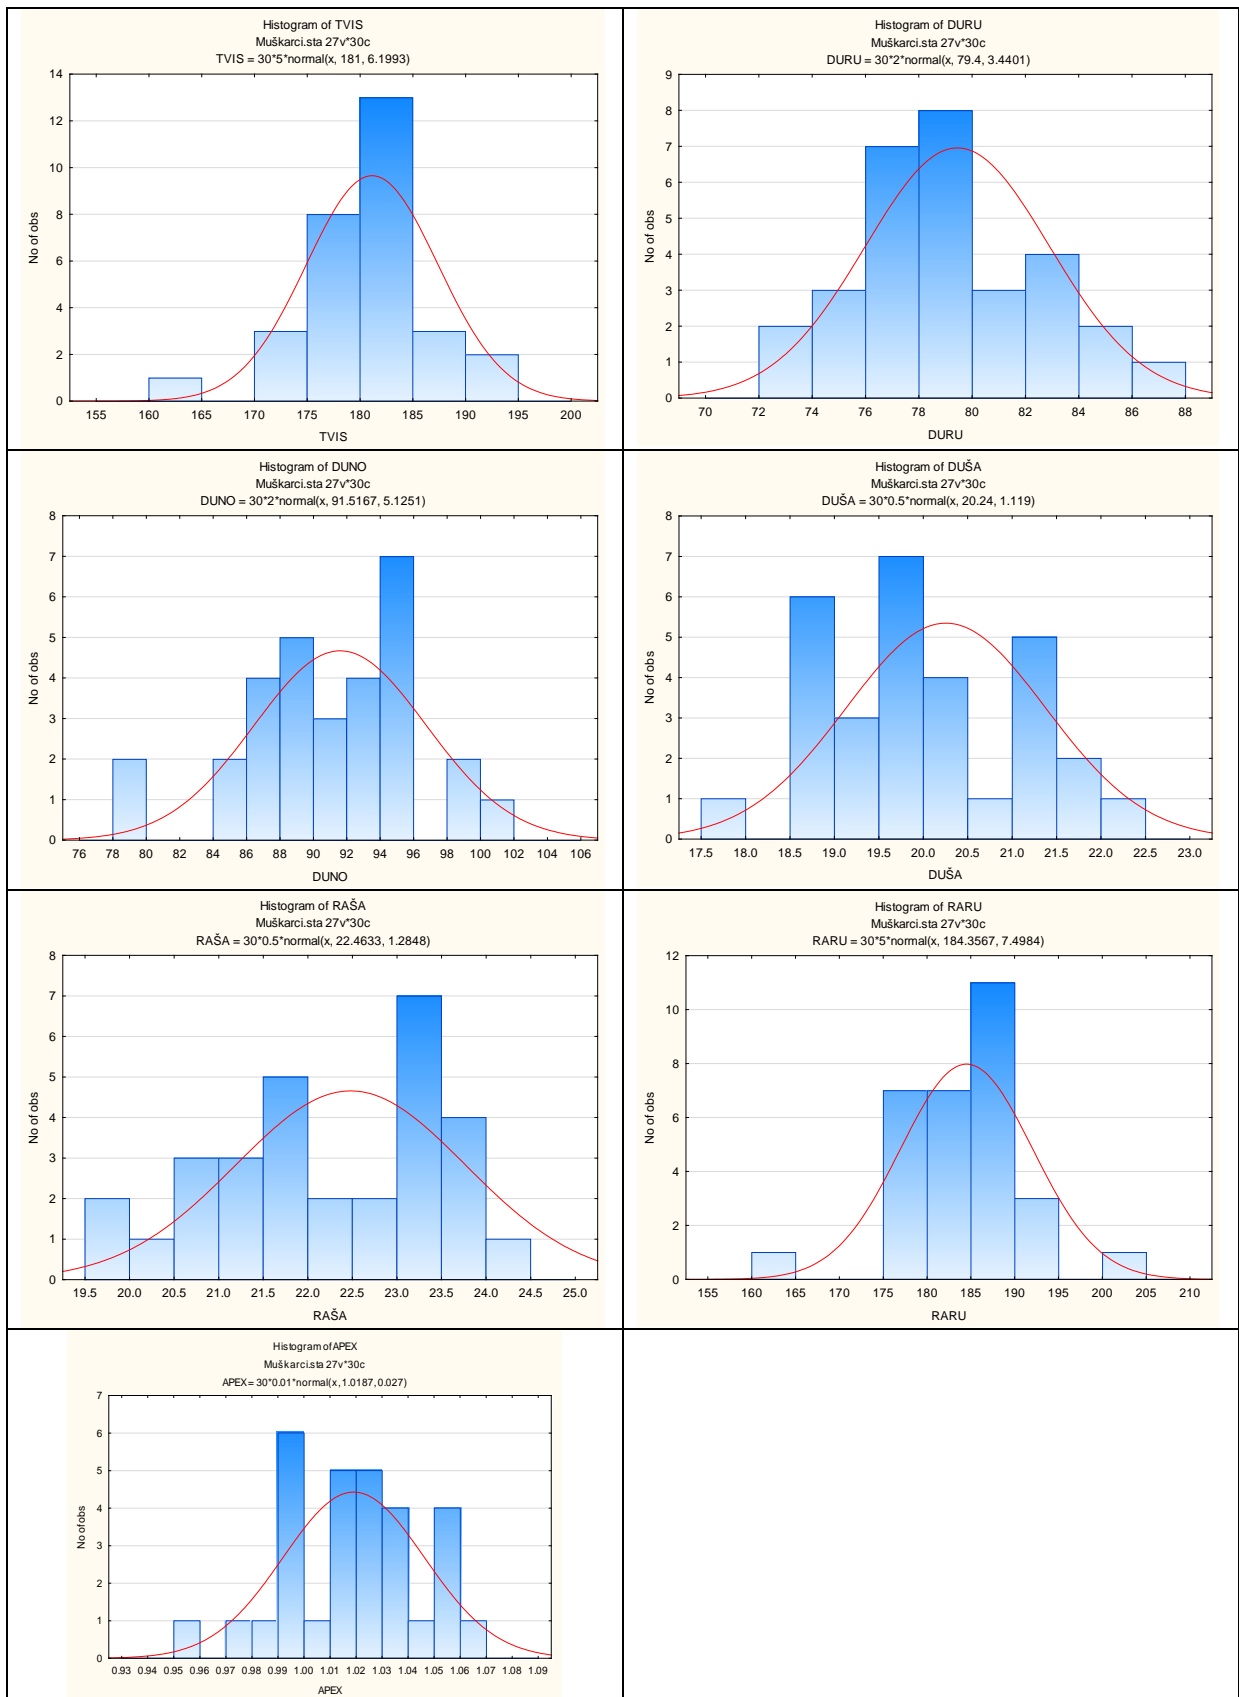 Histogram of TVIS
Muškarci.sta 27v*30c
TVIS = 30*5*normal(x, 181, 6.1993)
14
12
10
8
6
4
2
0
No of obs
155 160 165 170 175 180 185 190 195 200
TVIS
Histogram of DURU
Muškarci.sta 27v*30c
DURU = 30*2*normal(x, 79.4, 3.4401)
9
8
7
6
5
4
3
2
1
0
No of obs
70 72 74 76 78 80 82 84 86 88
DURU
Histogram of DUNO
Muškarci.sta 27v*30c
DUNO = 30*2*normal(x, 91.5167, 5.1251)
8
7
6
5
4
3
2
1
0
No of obs
76 78 80 82 84 86 88 90 92 94 96 98 100 102 104 106
DUNO
Histogram of DUŠA
Muškarci.sta 27v*30c
DUŠA = 30*0.5*normal(x, 20.24, 1.119)
8
7
6
5
4
3
2
1
0
No of obs
17.5 18.0 18.5 19.0 19.5 20.0 20.5 21.0 21.5 22.0 22.5 23.0
DUŠA
Histogram of RAŠA
Muškarci.sta 27v*30c
RAŠA = 30*0.5*normal(x, 22.4633, 1.2848)
8
7
6
5
4
3
2
1
0
No of obs
19.5 20.0 20.5 21.0 21.5 22.0 22.5 23.0 23.5 24.0 24.5 25.0
RAŠA
Histogram of RARU
Muškarci.sta 27v*30c
RARU = 30*5*normal(x, 184.3567, 7.4984)
12
10
8
6
4
2
0
No of obs
155 160 165 170 175 180 185 190 195 200 205 210
RARU
Histogram of APEX
Muškarci.sta 27v*30c
APEX = 30*0.01*normal(x, 1.0187, 0.027)
7
6
5
4
3
2
1
0
No of obs
0.93 0.94 0.95 0.96 0.97 0.98 0.99 1.00 1.01 1.02 1.03 1.04 1.05 1.06 1.07 1.08 1.09
APEX